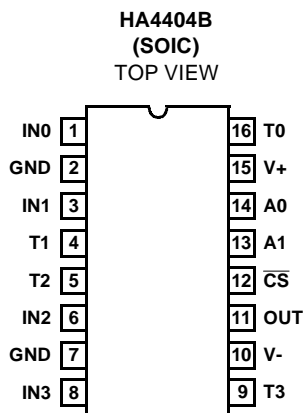 HA4404B
(SOIC)
TOP VIEW
IN0 1 16 T0
GND 2 15 V+
IN1 3 14 A0
T1 4 13 A1
T2 5 12 C̅S̅
IN2 6 11 OUT
GND 7 10 V-
IN3 8 9 T3